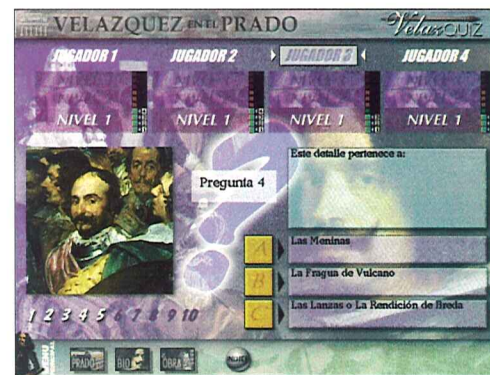 VELAZQUEZ EN EL PRADO
VelazQUIZ
JUGADOR 1
JUGADOR 2
JUGADOR 3
JUGADOR 4
NIVEL 1
NIVEL 1
NIVEL 1
NIVEL 1
Pregunta 4
Este detalle pertenece a:
A
Las Meninas
B
La Fragua de Vulcano
C
Las Lanzas o La Rendición de Breda
1 2 3 4 5 6 7 8 9 10
MENU
PRADO
BIO
OBRA
INDICE